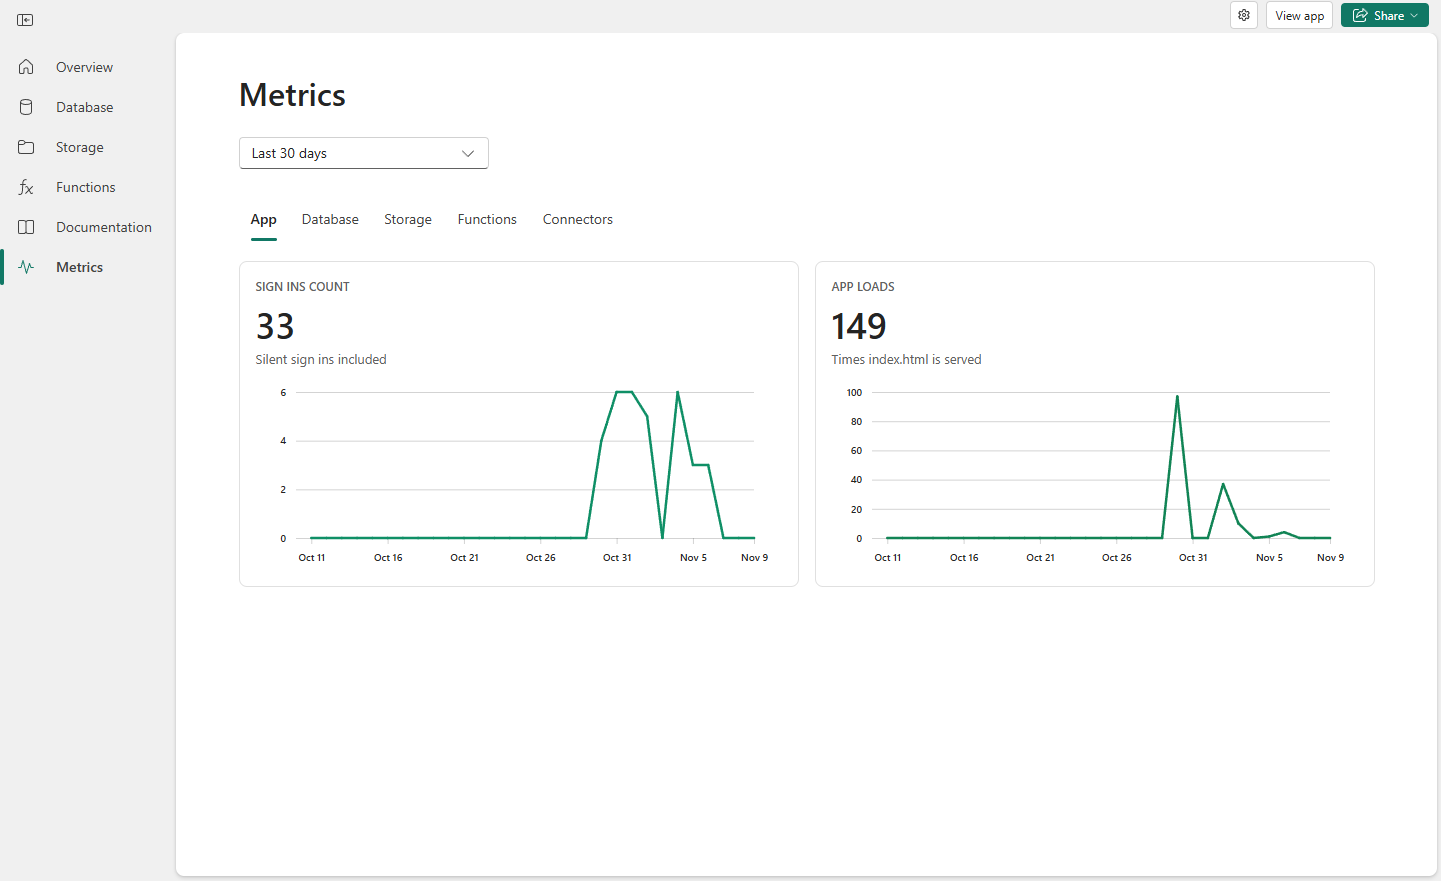 View app
Share
Overview
Database
Storage
Functions
Documentation
Metrics
Metrics
Last 30 days
App
Database
Storage
Functions
Connectors
SIGN INS COUNT
33
Silent sign ins included
6
4
2
0
Oct 11
Oct 16
Oct 21
Oct 26
Oct 31
Nov 5
Nov 9
APP LOADS
149
Times index.html is served
100
80
60
40
20
0
Oct 11
Oct 16
Oct 21
Oct 26
Oct 31
Nov 5
Nov 9